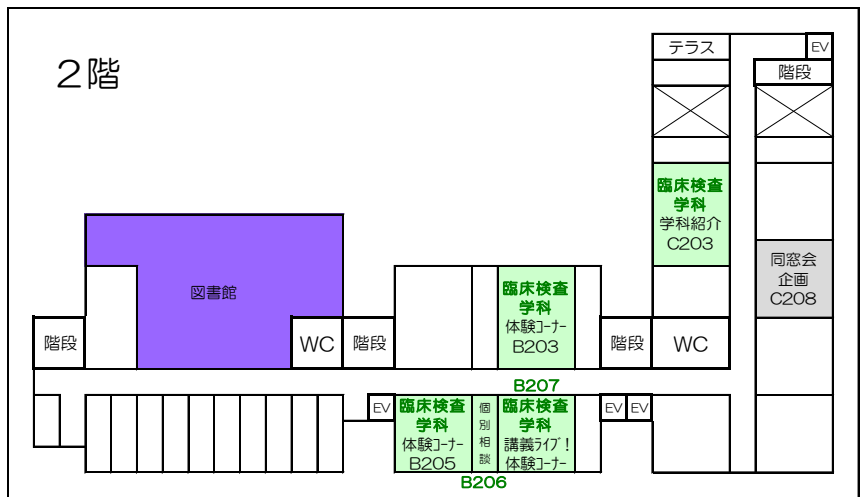 2階
テラス
EV
階段
臨床検査
学科
学科紹介
C203
同窓会
企画
C208
図書館
臨床検査
学科
体験コーナー
B203
階段
WC
階段
階段
WC
B207
EV
臨床検査
学科
体験コーナー
B205
個
別
相
談
臨床検査
学科
講義ライブ!
体験コーナー
EV
EV
B206